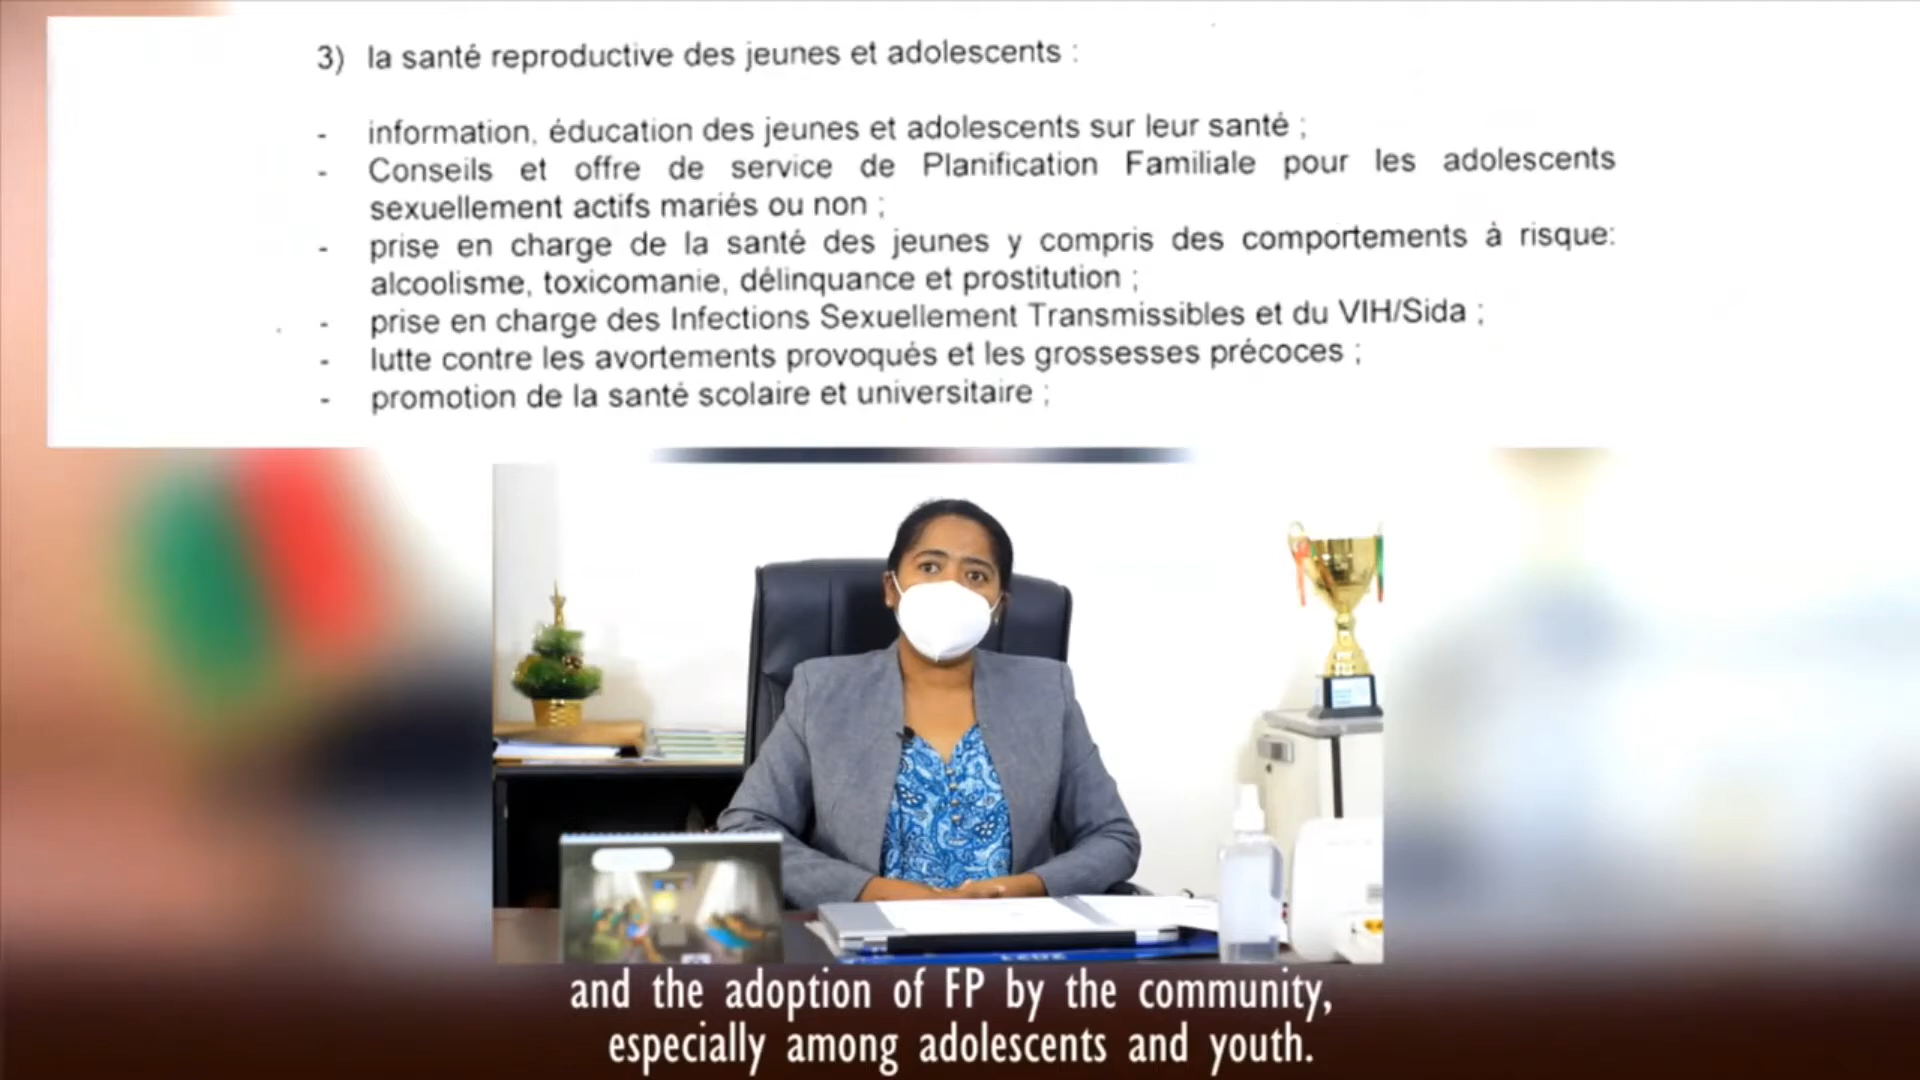 3) la santé reproductive des jeunes et adolescents :
- information, éducation des jeunes et adolescents sur leur santé ;
- Conseils et offre de service de Planification Familiale pour les adolescents
sexuellement actifs mariés ou non ;
- prise en charge de la santé des jeunes y compris des comportements à risque:
alcoolisme, toxicomanie, délinquance et prostitution ;
- prise en charge des Infections Sexuellement Transmissibles et du VIH/Sida ;
- lutte contre les avortements provoqués et les grossesses précoces ;
- promotion de la santé scolaire et universitaire ;
and the adoption of FP by the community,
especially among adolescents and youth.